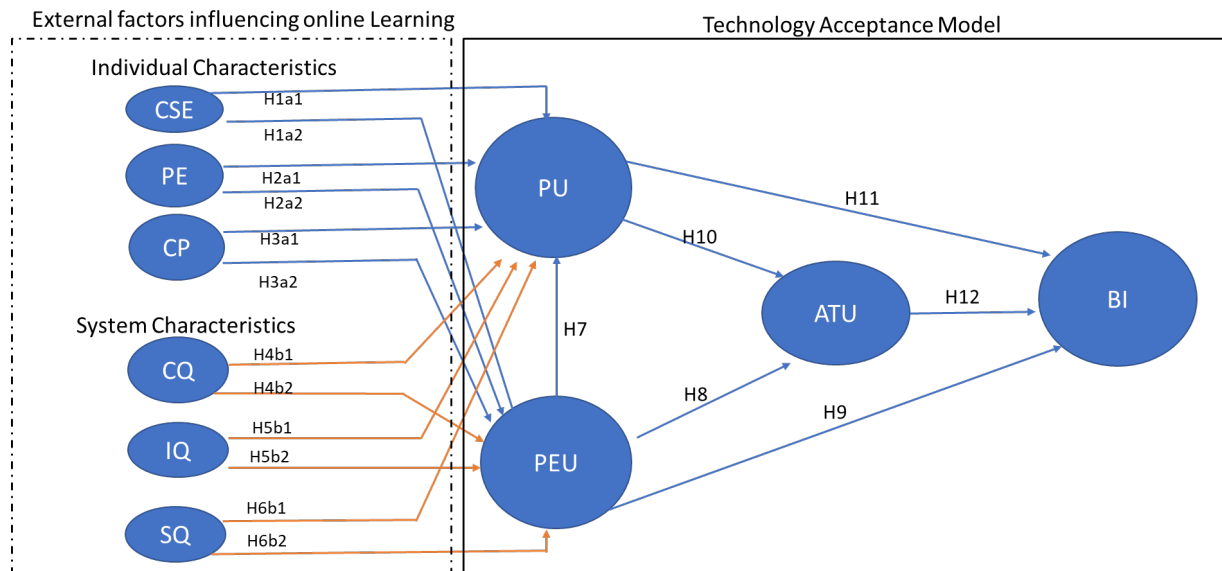 External factors influencing online Learning
Technology Acceptance Model
Individual Characteristics
CSE
H1a1
H1a2
PE
H2a1
H2a2
CP
H3a1
H3a2
System Characteristics
CQ
H4b1
H4b2
IQ
H5b1
H5b2
SQ
H6b1
H6b2
PU
H7
PEU
H10
H11
H8
H9
ATU
H12
BI